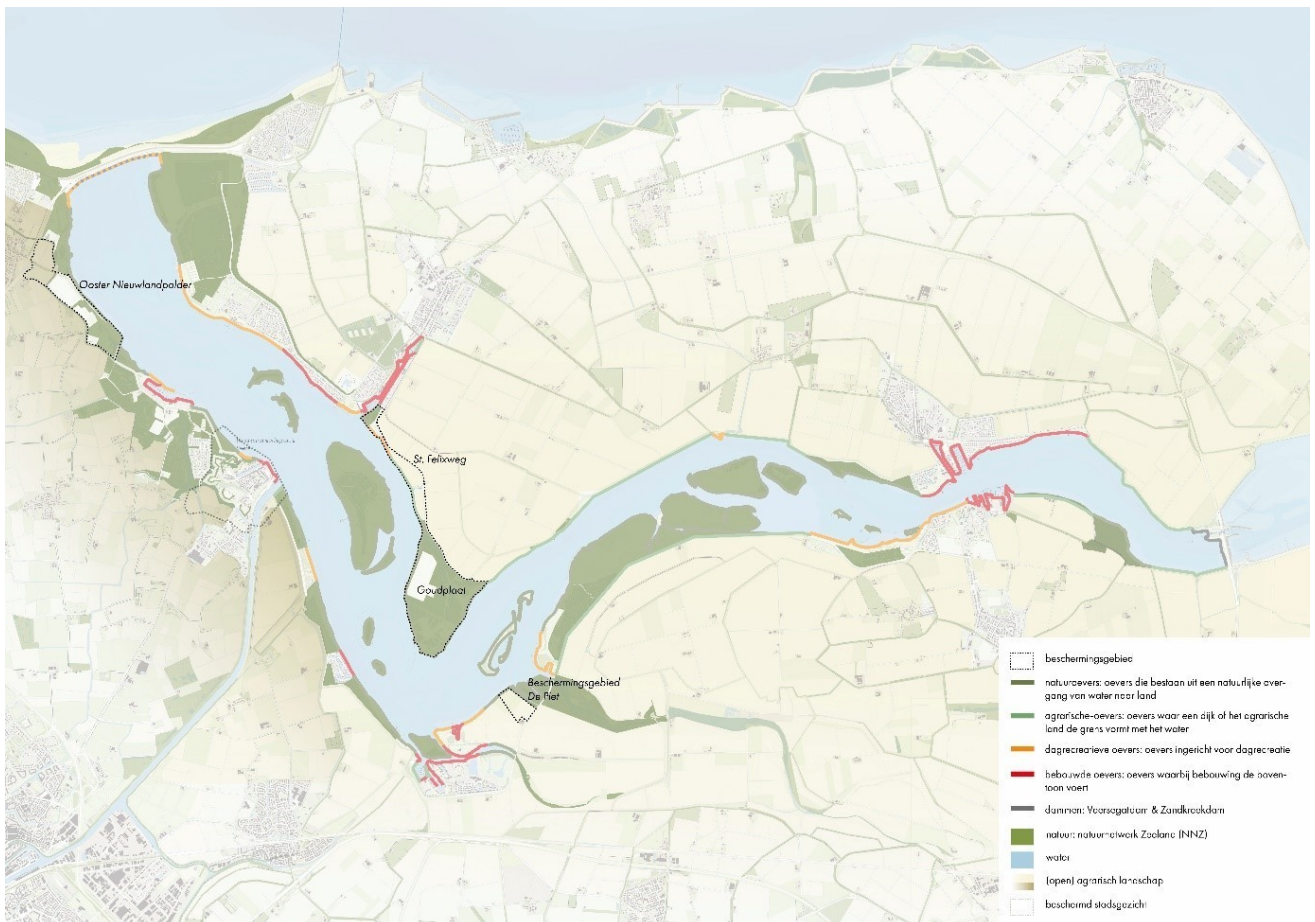 Ooster Nieuwlandpolder
St. Felixweg
Goudplaat
Beschermingsgebied
De Piet
beschermingsgebied
natuuroevers: oevers die bestaan uit een natuurlijke over-
gang van water naar land
agrarische-oevers: oevers waar een dijk of het agrarische
land de grens vormt met het water
dagrecreatieve oevers: oevers ingericht voor dagrecreatie
bebouwde oevers: oevers waarbij bebouwing de boven-
toon voert
dammen: Veersegatdam & Zandkreekdam
natuur: natuurnetwerk Zeeland (NNZ)
water
(open) agrarisch landschap
beschermd stadsgezicht